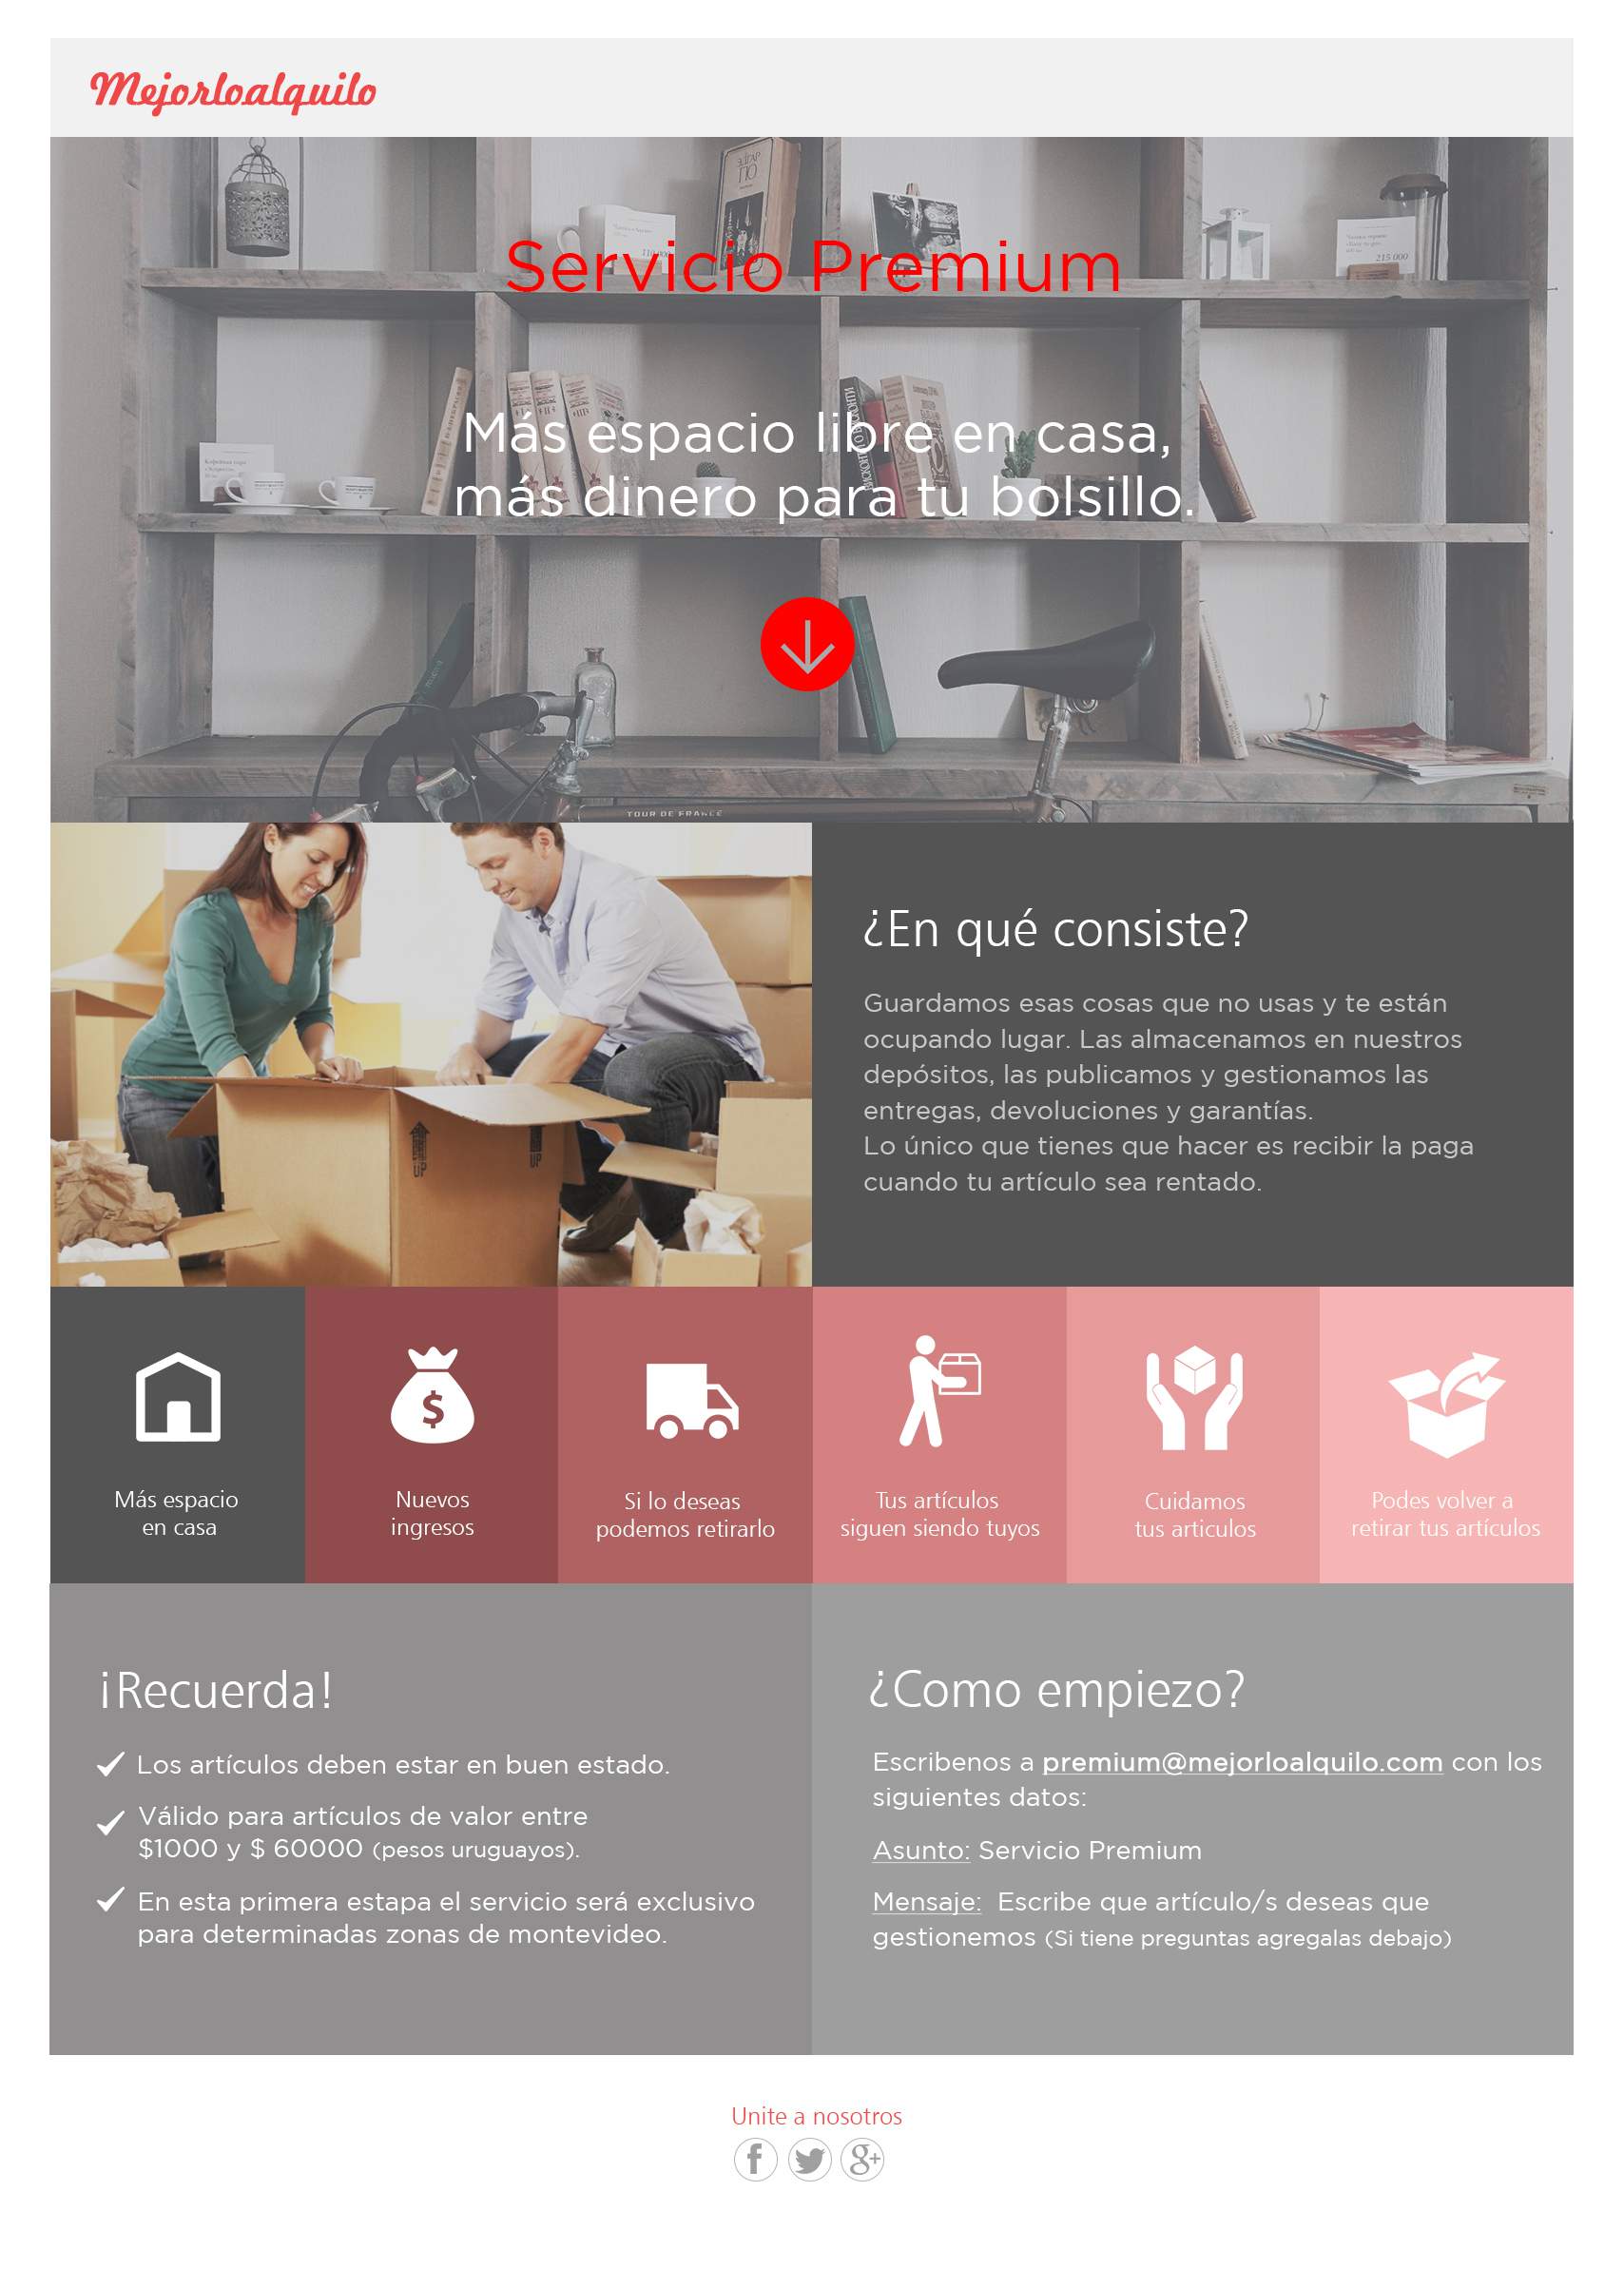 Mejorloalquilo
Servicio Premium
Más espacio libre en casa,
más dinero para tu bolsillo.
215 000
TOUR DE FRANCE
¿En qué consiste?
Guardamos esas cosas que no usas y te están
ocupando lugar. Las almacenamos en nuestros
depósitos, las publicamos y gestionamos las
entregas, devoluciones y garantías.
Lo único que tienes que hacer es recibir la paga
cuando tu artículo sea rentado.
UP
UP
$
Más espacio
en casa
Nuevos
ingresos
Si lo deseas
podemos retirarlo
Tus artículos
siguen siendo tuyos
Cuidamos
tus articulos
Podes volver a
retirar tus artículos
¡Recuerda!
Los artículos deben estar en buen estado.
Válido para artículos de valor entre
$1000 y $ 60000 (pesos uruguayos).
En esta primera estapa el servicio será exclusivo
para determinadas zonas de montevideo.
¿Como empiezo?
Escribenos a premium@mejorloalquilo.com con los
siguientes datos:
Asunto: Servicio Premium
Mensaje: Escribe que artículo/s deseas que
gestionemos (Si tiene preguntas agregalas debajo)
Unite a nosotros
f
g+